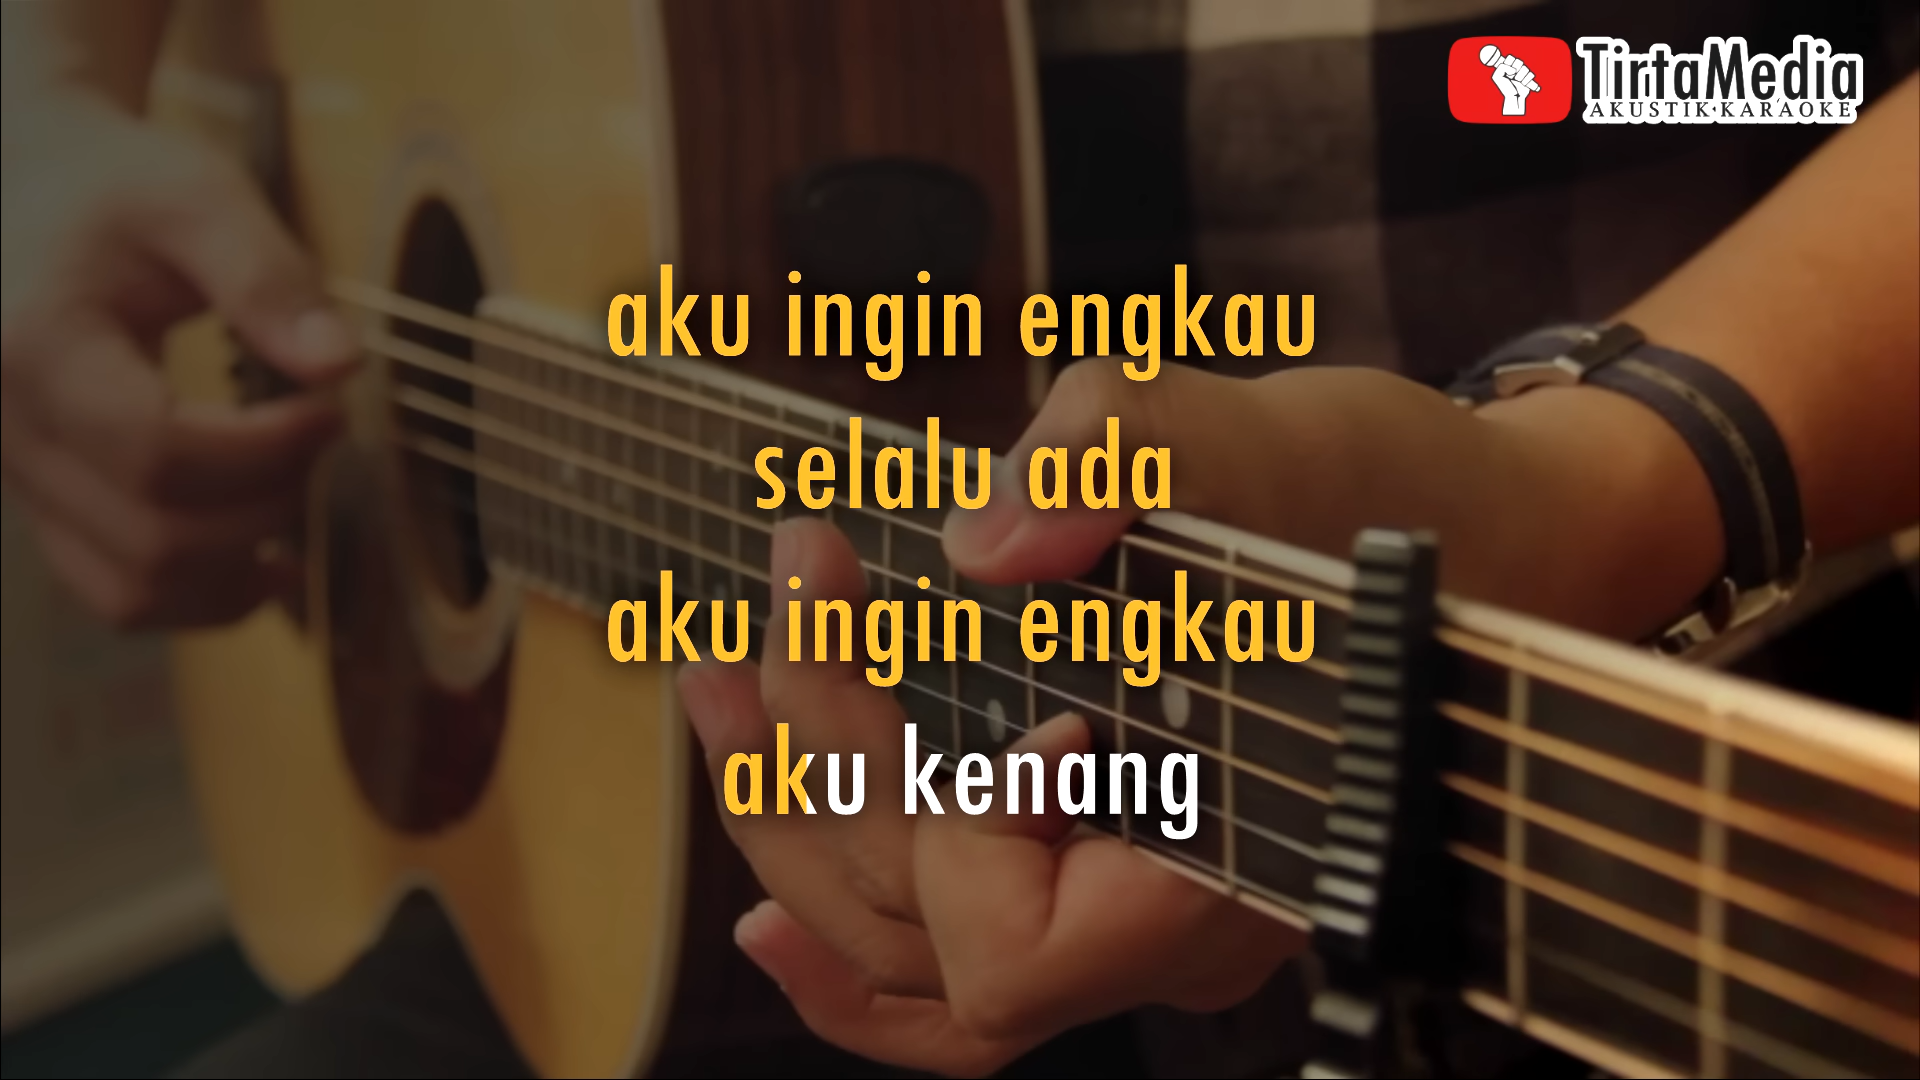 TirtaMedia
AKUSTIK KARAOKE
aku ingin engkau
selalu ada
aku ingin engkau
aku kenang